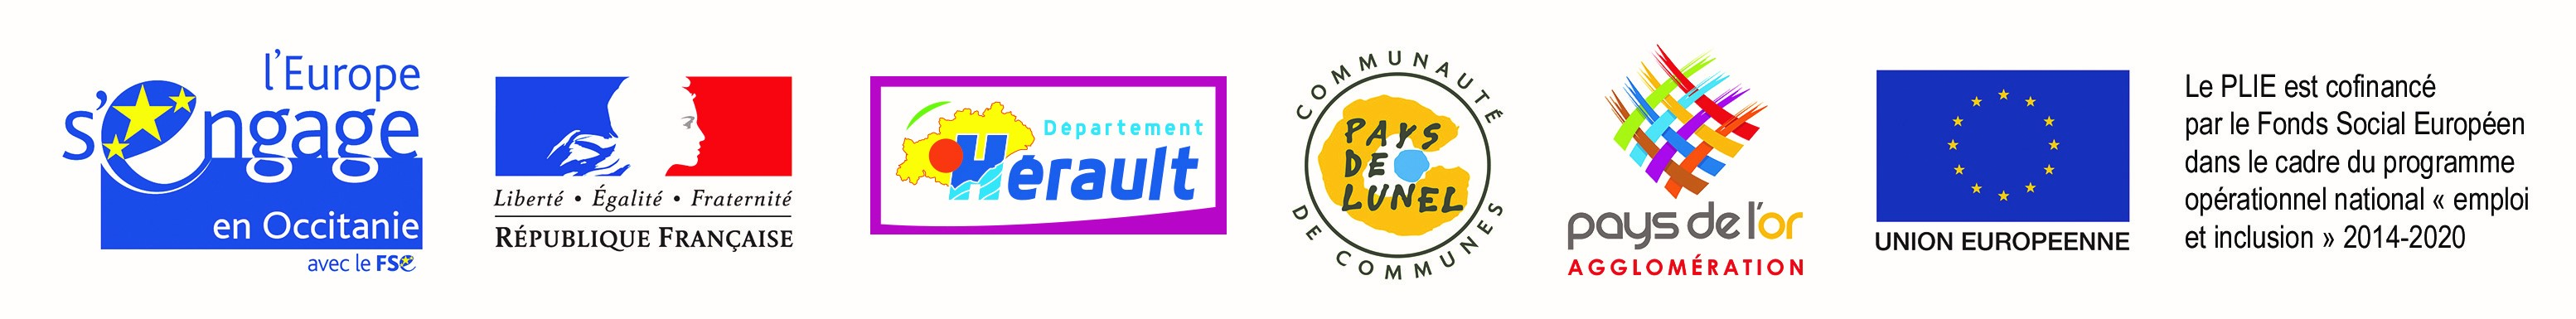 l'Europe
s'engage
en Occitanie
avec le FSE
Liberté • Égalité • Fraternité
RÉPUBLIQUE FRANÇAISE
Département
Hérault
COMMUNAUTÉ
PAYS
DE
LUNEL
DE COMMUNES
pays de l'or
AGGLOMÉRATION
UNION EUROPEENNE
Le PLIE est cofinancé
par le Fonds Social Européen
dans le cadre du programme
opérationnel national « emploi
et inclusion » 2014-2020